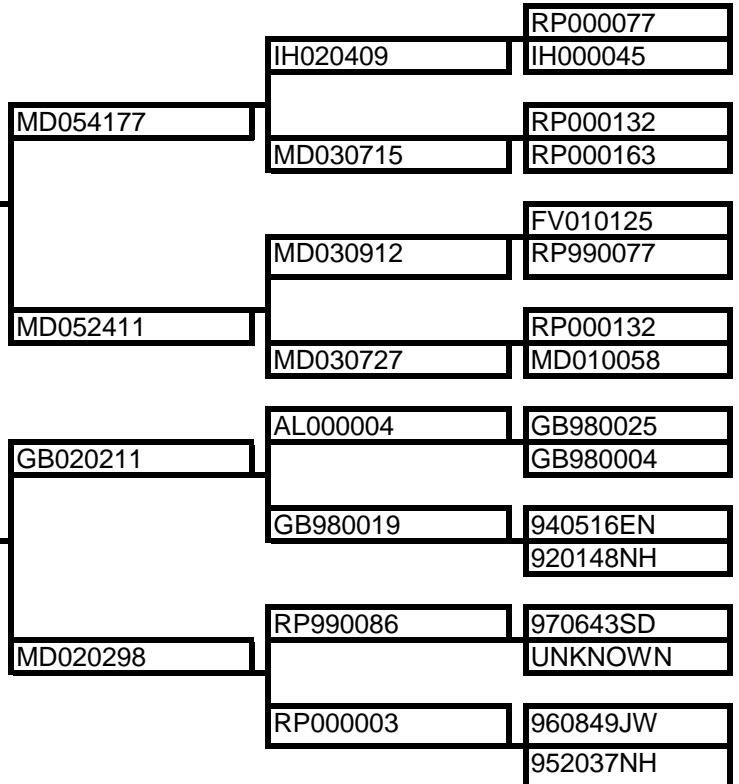 RP000077
IH020409
IH000045
MD054177
RP000132
MD030715
RP000163
FV010125
MD030912
RP990077
MD052411
RP000132
MD030727
MD010058
AL000004
GB980025
GB020211
GB980004
GB980019
940516EN
920148NH
RP990086
970643SD
MD020298
UNKNOWN
RP000003
960849JW
952037NH